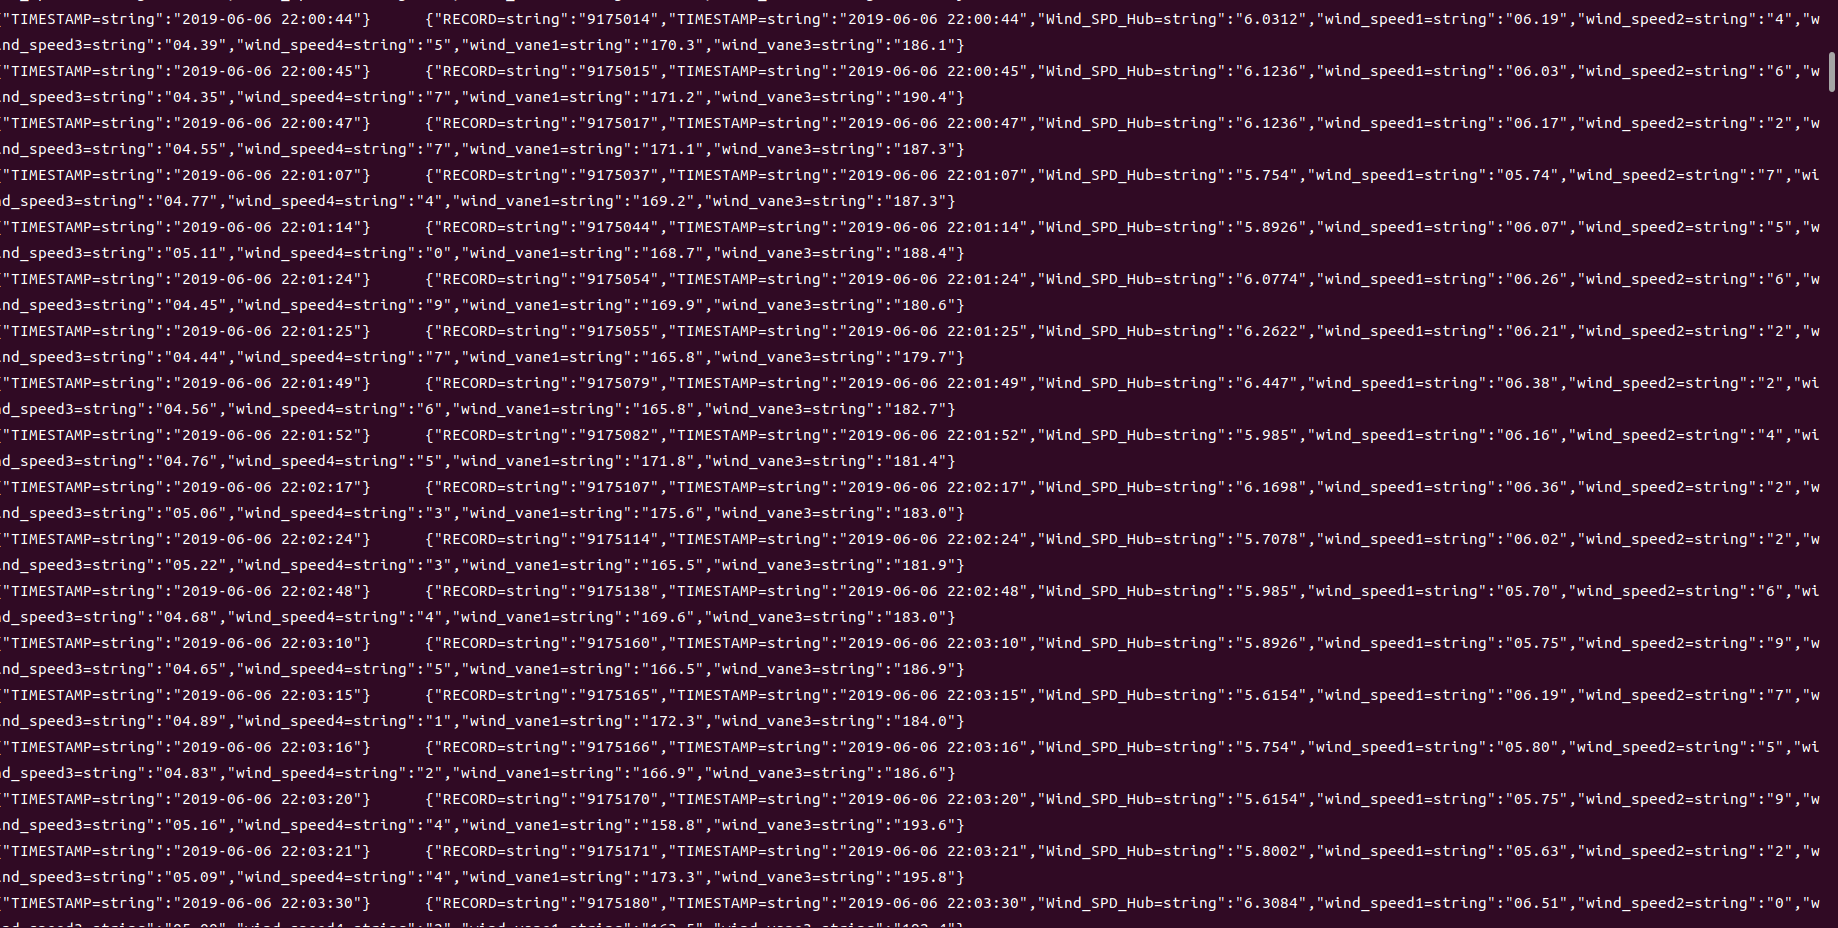 "TIMESTAMP=string":"2019-06-06 22:00:44"}      {"RECORD=string":"9175014","TIMESTAMP=string":"2019-06-06 22:00:44","Wind_SPD_Hub=string":"6.0312","wind_speed1=string":"06.19","wind_speed2=string":"4","w
nd_speed3=string":"04.39","wind_speed4=string":"5","wind_vane1=string":"170.3","wind_vane3=string":"186.1"}
"TIMESTAMP=string":"2019-06-06 22:00:45"}      {"RECORD=string":"9175015","TIMESTAMP=string":"2019-06-06 22:00:45","Wind_SPD_Hub=string":"6.1236","wind_speed1=string":"06.03","wind_speed2=string":"6","w
nd_speed3=string":"04.35","wind_speed4=string":"7","wind_vane1=string":"171.2","wind_vane3=string":"190.4"}
"TIMESTAMP=string":"2019-06-06 22:00:47"}      {"RECORD=string":"9175017","TIMESTAMP=string":"2019-06-06 22:00:47","Wind_SPD_Hub=string":"6.1236","wind_speed1=string":"06.17","wind_speed2=string":"2","w
nd_speed3=string":"04.55","wind_speed4=string":"7","wind_vane1=string":"171.1","wind_vane3=string":"187.3"}
"TIMESTAMP=string":"2019-06-06 22:01:07"}      {"RECORD=string":"9175037","TIMESTAMP=string":"2019-06-06 22:01:07","Wind_SPD_Hub=string":"5.754","wind_speed1=string":"05.74","wind_speed2=string":"7","wi
d_speed3=string":"04.77","wind_speed4=string":"4","wind_vane1=string":"169.2","wind_vane3=string":"187.3"}
"TIMESTAMP=string":"2019-06-06 22:01:14"}      {"RECORD=string":"9175044","TIMESTAMP=string":"2019-06-06 22:01:14","Wind_SPD_Hub=string":"5.8926","wind_speed1=string":"06.07","wind_speed2=string":"5","w
nd_speed3=string":"05.11","wind_speed4=string":"0","wind_vane1=string":"168.7","wind_vane3=string":"188.4"}
"TIMESTAMP=string":"2019-06-06 22:01:24"}      {"RECORD=string":"9175054","TIMESTAMP=string":"2019-06-06 22:01:24","Wind_SPD_Hub=string":"6.0774","wind_speed1=string":"06.26","wind_speed2=string":"6","w
nd_speed3=string":"04.45","wind_speed4=string":"9","wind_vane1=string":"169.9","wind_vane3=string":"180.6"}
"TIMESTAMP=string":"2019-06-06 22:01:25"}      {"RECORD=string":"9175055","TIMESTAMP=string":"2019-06-06 22:01:25","Wind_SPD_Hub=string":"6.2622","wind_speed1=string":"06.21","wind_speed2=string":"2","w
nd_speed3=string":"04.44","wind_speed4=string":"7","wind_vane1=string":"165.8","wind_vane3=string":"179.7"}
"TIMESTAMP=string":"2019-06-06 22:01:49"}      {"RECORD=string":"9175079","TIMESTAMP=string":"2019-06-06 22:01:49","Wind_SPD_Hub=string":"6.447","wind_speed1=string":"06.38","wind_speed2=string":"2","wi
d_speed3=string":"04.56","wind_speed4=string":"6","wind_vane1=string":"165.8","wind_vane3=string":"182.7"}
"TIMESTAMP=string":"2019-06-06 22:01:52"}      {"RECORD=string":"9175082","TIMESTAMP=string":"2019-06-06 22:01:52","Wind_SPD_Hub=string":"5.985","wind_speed1=string":"06.16","wind_speed2=string":"4","wi
d_speed3=string":"04.76","wind_speed4=string":"5","wind_vane1=string":"171.8","wind_vane3=string":"181.4"}
"TIMESTAMP=string":"2019-06-06 22:02:17"}      {"RECORD=string":"9175107","TIMESTAMP=string":"2019-06-06 22:02:17","Wind_SPD_Hub=string":"6.1698","wind_speed1=string":"06.36","wind_speed2=string":"2","w
nd_speed3=string":"05.06","wind_speed4=string":"3","wind_vane1=string":"175.6","wind_vane3=string":"183.0"}
"TIMESTAMP=string":"2019-06-06 22:02:24"}      {"RECORD=string":"9175114","TIMESTAMP=string":"2019-06-06 22:02:24","Wind_SPD_Hub=string":"5.7078","wind_speed1=string":"06.02","wind_speed2=string":"2","w
nd_speed3=string":"05.22","wind_speed4=string":"3","wind_vane1=string":"165.5","wind_vane3=string":"181.9"}
"TIMESTAMP=string":"2019-06-06 22:02:48"}      {"RECORD=string":"9175138","TIMESTAMP=string":"2019-06-06 22:02:48","Wind_SPD_Hub=string":"5.985","wind_speed1=string":"05.70","wind_speed2=string":"6","wi
d_speed3=string":"04.68","wind_speed4=string":"4","wind_vane1=string":"169.6","wind_vane3=string":"183.0"}
"TIMESTAMP=string":"2019-06-06 22:03:10"}      {"RECORD=string":"9175160","TIMESTAMP=string":"2019-06-06 22:03:10","Wind_SPD_Hub=string":"5.8926","wind_speed1=string":"05.75","wind_speed2=string":"9","w
nd_speed3=string":"04.65","wind_speed4=string":"5","wind_vane1=string":"166.5","wind_vane3=string":"186.9"}
"TIMESTAMP=string":"2019-06-06 22:03:15"}      {"RECORD=string":"9175165","TIMESTAMP=string":"2019-06-06 22:03:15","Wind_SPD_Hub=string":"5.6154","wind_speed1=string":"06.19","wind_speed2=string":"7","w
nd_speed3=string":"04.89","wind_speed4=string":"1","wind_vane1=string":"172.3","wind_vane3=string":"184.0"}
"TIMESTAMP=string":"2019-06-06 22:03:16"}      {"RECORD=string":"9175166","TIMESTAMP=string":"2019-06-06 22:03:16","Wind_SPD_Hub=string":"5.754","wind_speed1=string":"05.80","wind_speed2=string":"5","wi
d_speed3=string":"04.83","wind_speed4=string":"2","wind_vane1=string":"166.9","wind_vane3=string":"186.6"}
"TIMESTAMP=string":"2019-06-06 22:03:20"}      {"RECORD=string":"9175170","TIMESTAMP=string":"2019-06-06 22:03:20","Wind_SPD_Hub=string":"5.6154","wind_speed1=string":"05.75","wind_speed2=string":"9","w
nd_speed3=string":"05.16","wind_speed4=string":"4","wind_vane1=string":"158.8","wind_vane3=string":"193.6"}
"TIMESTAMP=string":"2019-06-06 22:03:21"}      {"RECORD=string":"9175171","TIMESTAMP=string":"2019-06-06 22:03:21","Wind_SPD_Hub=string":"5.8002","wind_speed1=string":"05.63","wind_speed2=string":"2","w
nd_speed3=string":"05.09","wind_speed4=string":"4","wind_vane1=string":"173.3","wind_vane3=string":"195.8"}
"TIMESTAMP=string":"2019-06-06 22:03:30"}      {"RECORD=string":"9175180","TIMESTAMP=string":"2019-06-06 22:03:30","Wind_SPD_Hub=string":"6.3084","wind_speed1=string":"06.51","wind_speed2=string":"0","w